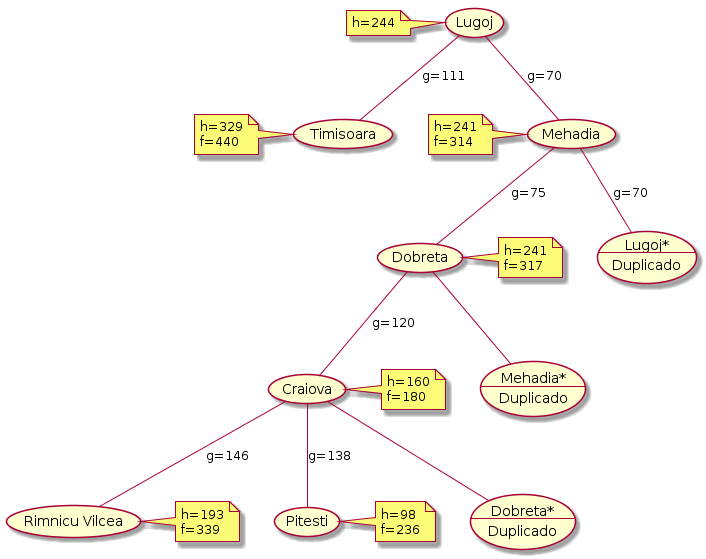 h=244
Lugoj
g=111
g=70
h=329
f=440
Timisoara
h=241
f=314
Mehadia
g=75
g=70
Dobreta
h=241
f=317
Lugoj*
Duplicado
g=120
Craiova
h=160
f=180
Mehadia*
Duplicado
g=146
g=138
Rimnicu Vilcea
h=193
f=339
Pitesti
h=98
f=236
Dobreta*
Duplicado